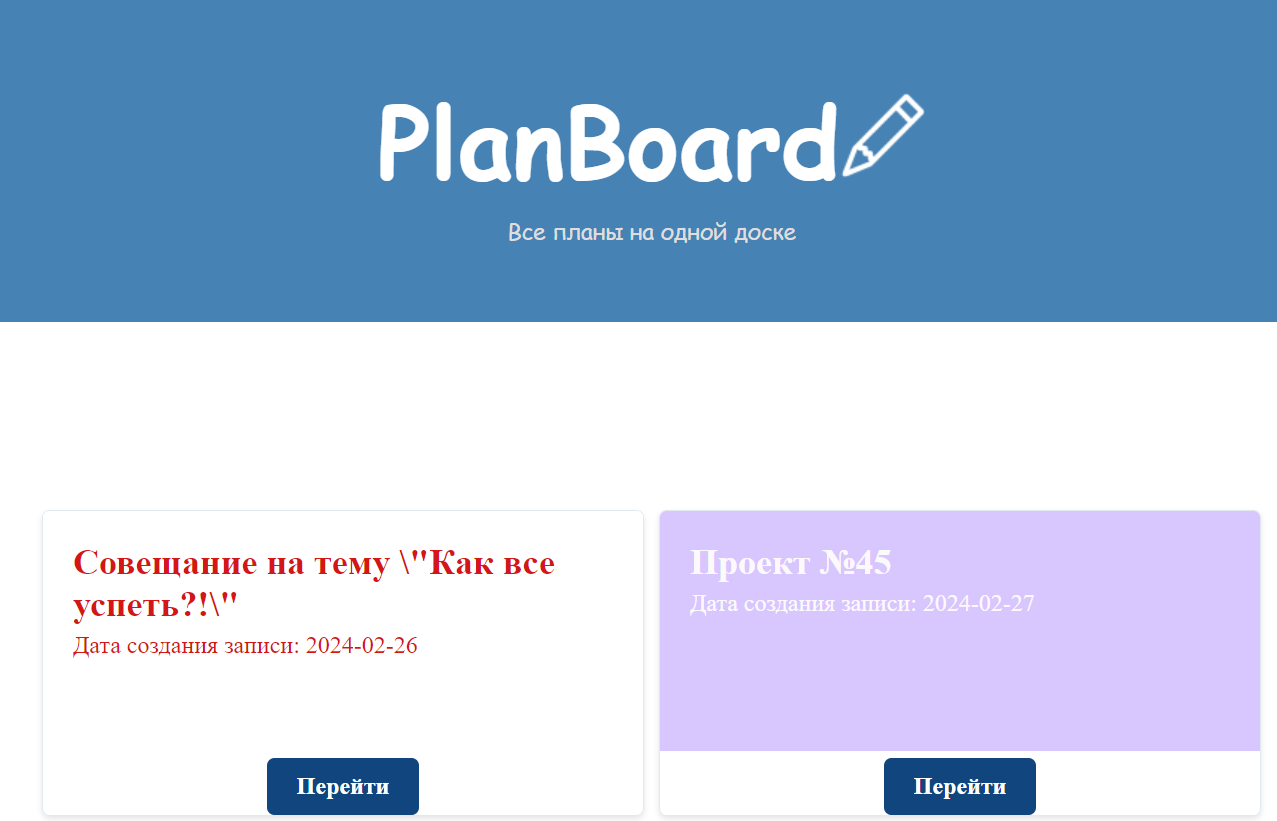 PlanBoard
Все планы на одной доске
Совещание на тему \"Как все
успеть?!\"
Дата создания записи: 2024-02-26
Перейти
Проект №45
Дата создания записи: 2024-02-27
Перейти